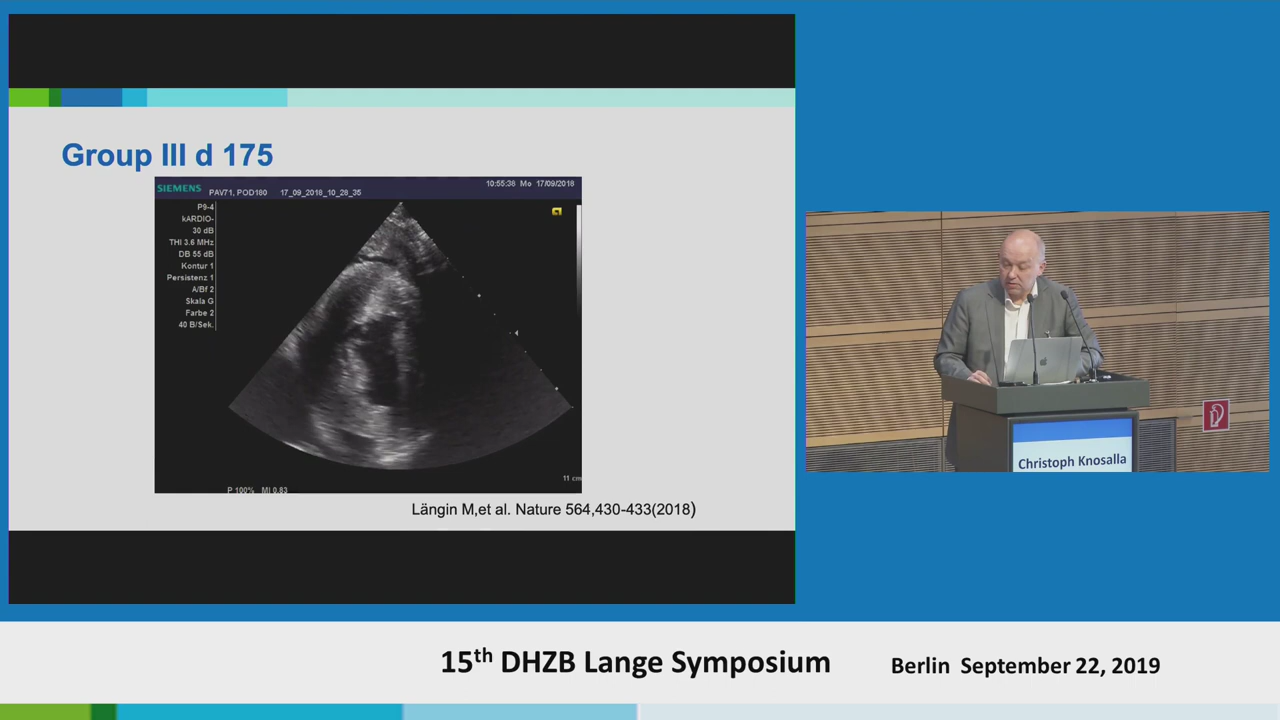 Group III d 175
SIEMENS
PAV71, POD180 17_09_2018_10_28_35
10:55:36 Mo 17/09/2018
P9-4
kARDIO-
30 dB
THI 3.6 MHz
DB 55 dB
Kontur 1
Persistenz 1
A/Bf 2
Skala G
Farbe 2
40 B/Sek.
11 cm
P 100% MI 0.83
Längin M,et al. Nature 564,430-433(2018)
Christoph Knosalla
15th DHZB Lange Symposium
Berlin September 22, 2019